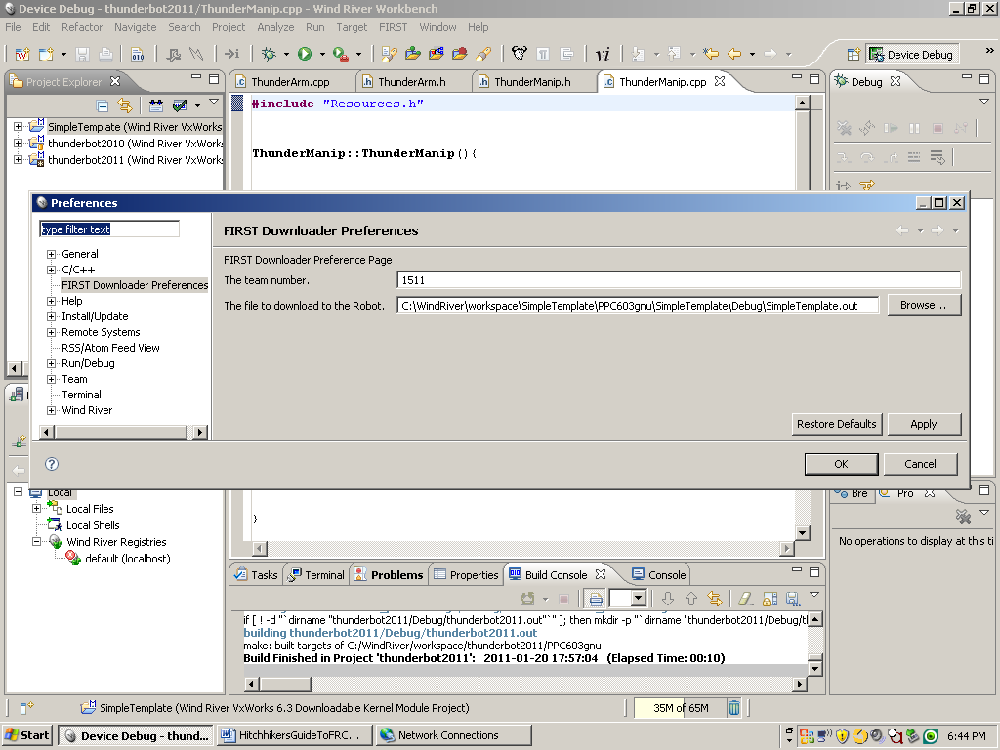 Device Debug - thunderbot2011/ThunderManip.cpp - Wind River Workbench
File Edit Refactor Navigate Search Project Analyze Run Target FIRST Window Help
Device Debug
Project Explorer
ThunderArm.cpp ThunderArm.h ThunderManip.h ThunderManip.cpp
Debug
SimpleTemplate (Wind River VxWorks
thunderbot2010 (Wind River VxWork
thunderbot2011 (Wind River VxWork
#include "Resources.h"
ThunderManip::ThunderManip(){
Preferences
type filter text
General
C/C++
FIRST Downloader Preferences
Help
Install/Update
Remote Systems
RSS/Atom Feed View
Run/Debug
Team
Terminal
Wind River
FIRST Downloader Preferences
FIRST Downloader Preference Page
The team number. 1511
The file to download to the Robot. C:\WindRiver\workspace\SimpleTemplate\PPC603gnu\SimpleTemplate\Debug\SimpleTemplate.out Browse...
Restore Defaults Apply
OK Cancel
Local
Local Files
Local Shells
Wind River Registries
default (localhost)
}
Bre Pro
No operations to display at this ti
Tasks Terminal Problems Properties Build Console Console
if [ ! -d "`dirname "thunderbot2011/Debug/thunderbot2011.out"`" ]; then mkdir -p "`dirname "thunderbot2011/Debug/tl
building thunderbot2011/Debug/thunderbot2011.out
make: built targets of C:/WindRiver/workspace/thunderbot2011/PPC603gnu
Build Finished in Project 'thunderbot2011': 2011-01-20 17:57:04 (Elapsed Time: 00:10)
SimpleTemplate (Wind River VxWorks 6.3 Downloadable Kernel Module Project)
35M of 65M
Start Device Debug - thund... HitchhikersGuideToFRC... Network Connections 6:44 PM